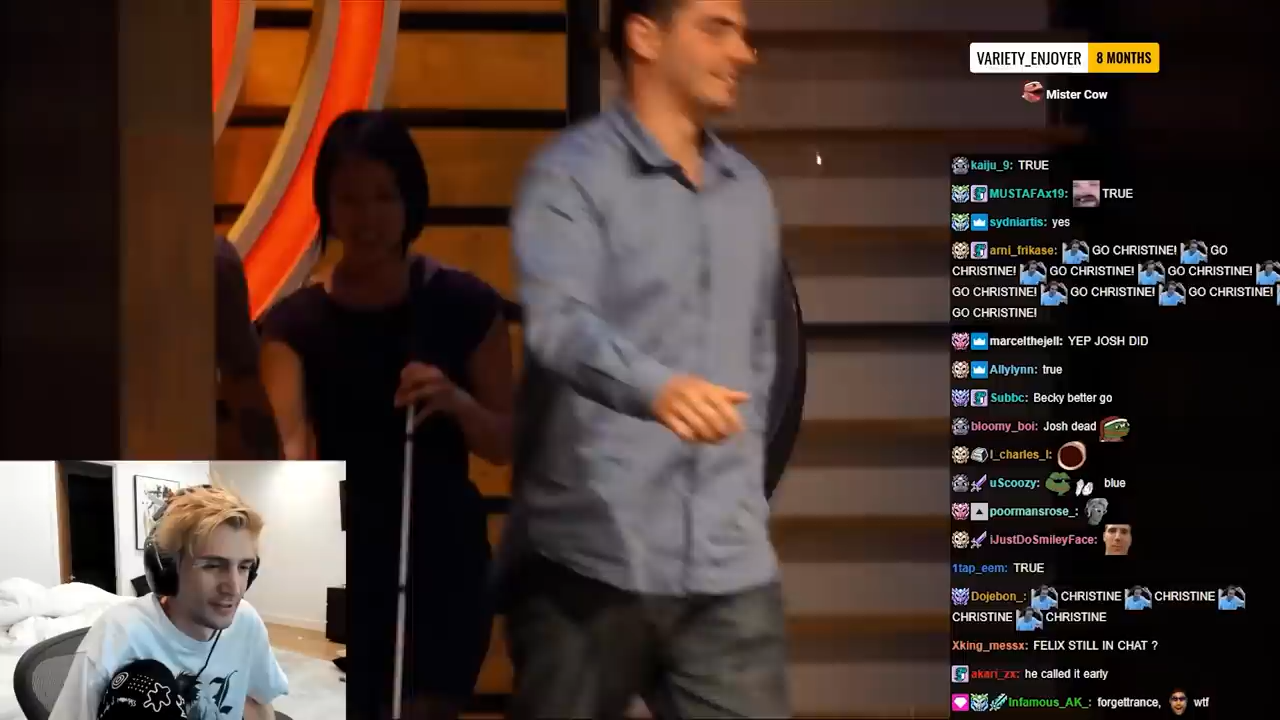 VARIETY_ENJOYER 8 MONTHS
Mister Cow
kaiju_9: TRUE
MUSTAFAx19: TRUE
sydniartis: yes
arni_frikase: GO CHRISTINE! GO
CHRISTINE! GO CHRISTINE! GO CHRISTINE!
GO CHRISTINE! GO CHRISTINE! GO CHRISTINE!
GO CHRISTINE!
marcelthejell: YEP JOSH DID
Allylynn: true
Subbc: Becky better go
bloomy_boi: Josh dead
l_charles_l:
uScoozy: blue
poormansrose_:
iJustDoSmileyFace:
1tap_eem: TRUE
Dojebon_: CHRISTINE CHRISTINE
CHRISTINE CHRISTINE
Xking_messx: FELIX STILL IN CHAT ?
akari_zx: he called it early
Infamous_AK_: forgettrance, wtf